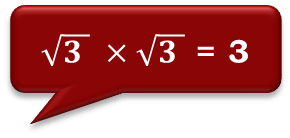 √3 × √3 = 3